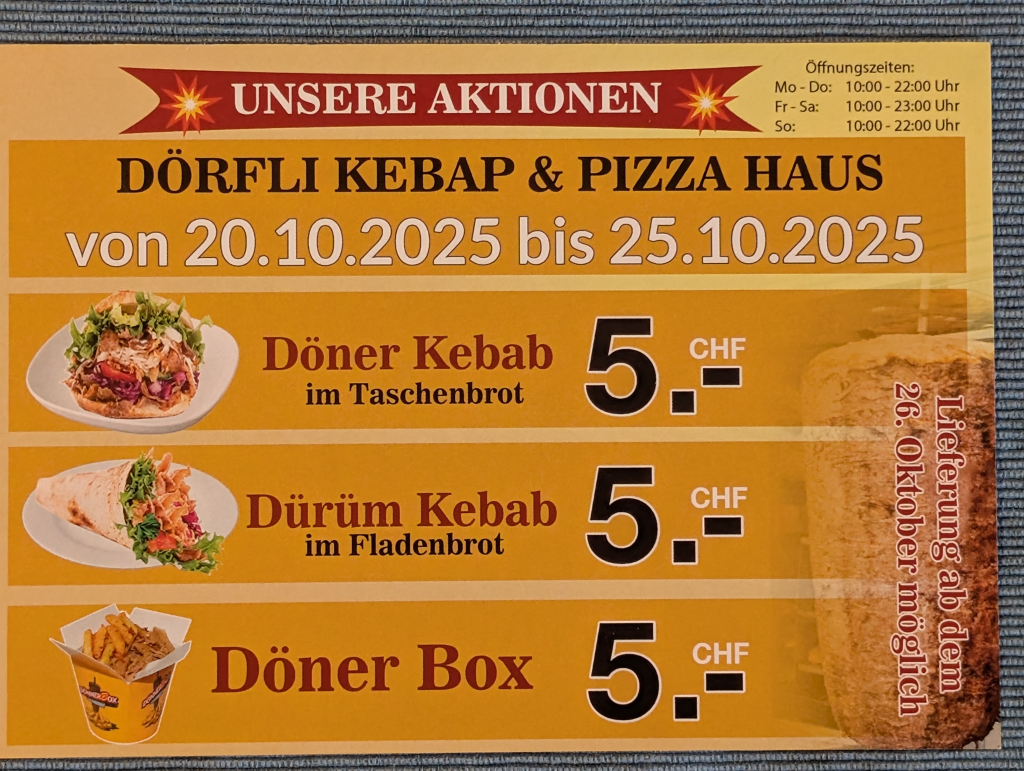 UNSERE AKTIONEN
Öffnungszeiten:
Mo - Do: 10:00 - 22:00 Uhr
Fr - Sa: 10:00 - 23:00 Uhr
So: 10:00 - 22:00 Uhr
DÖRFLI KEBAP & PIZZA HAUS
von 20.10.2025 bis 25.10.2025
Döner Kebab
im Taschenbrot
5.- CHF
Dürüm Kebab
im Fladenbrot
5.- CHF
Döner Box
5.- CHF
Lieferung ab dem
26. Oktober möglich